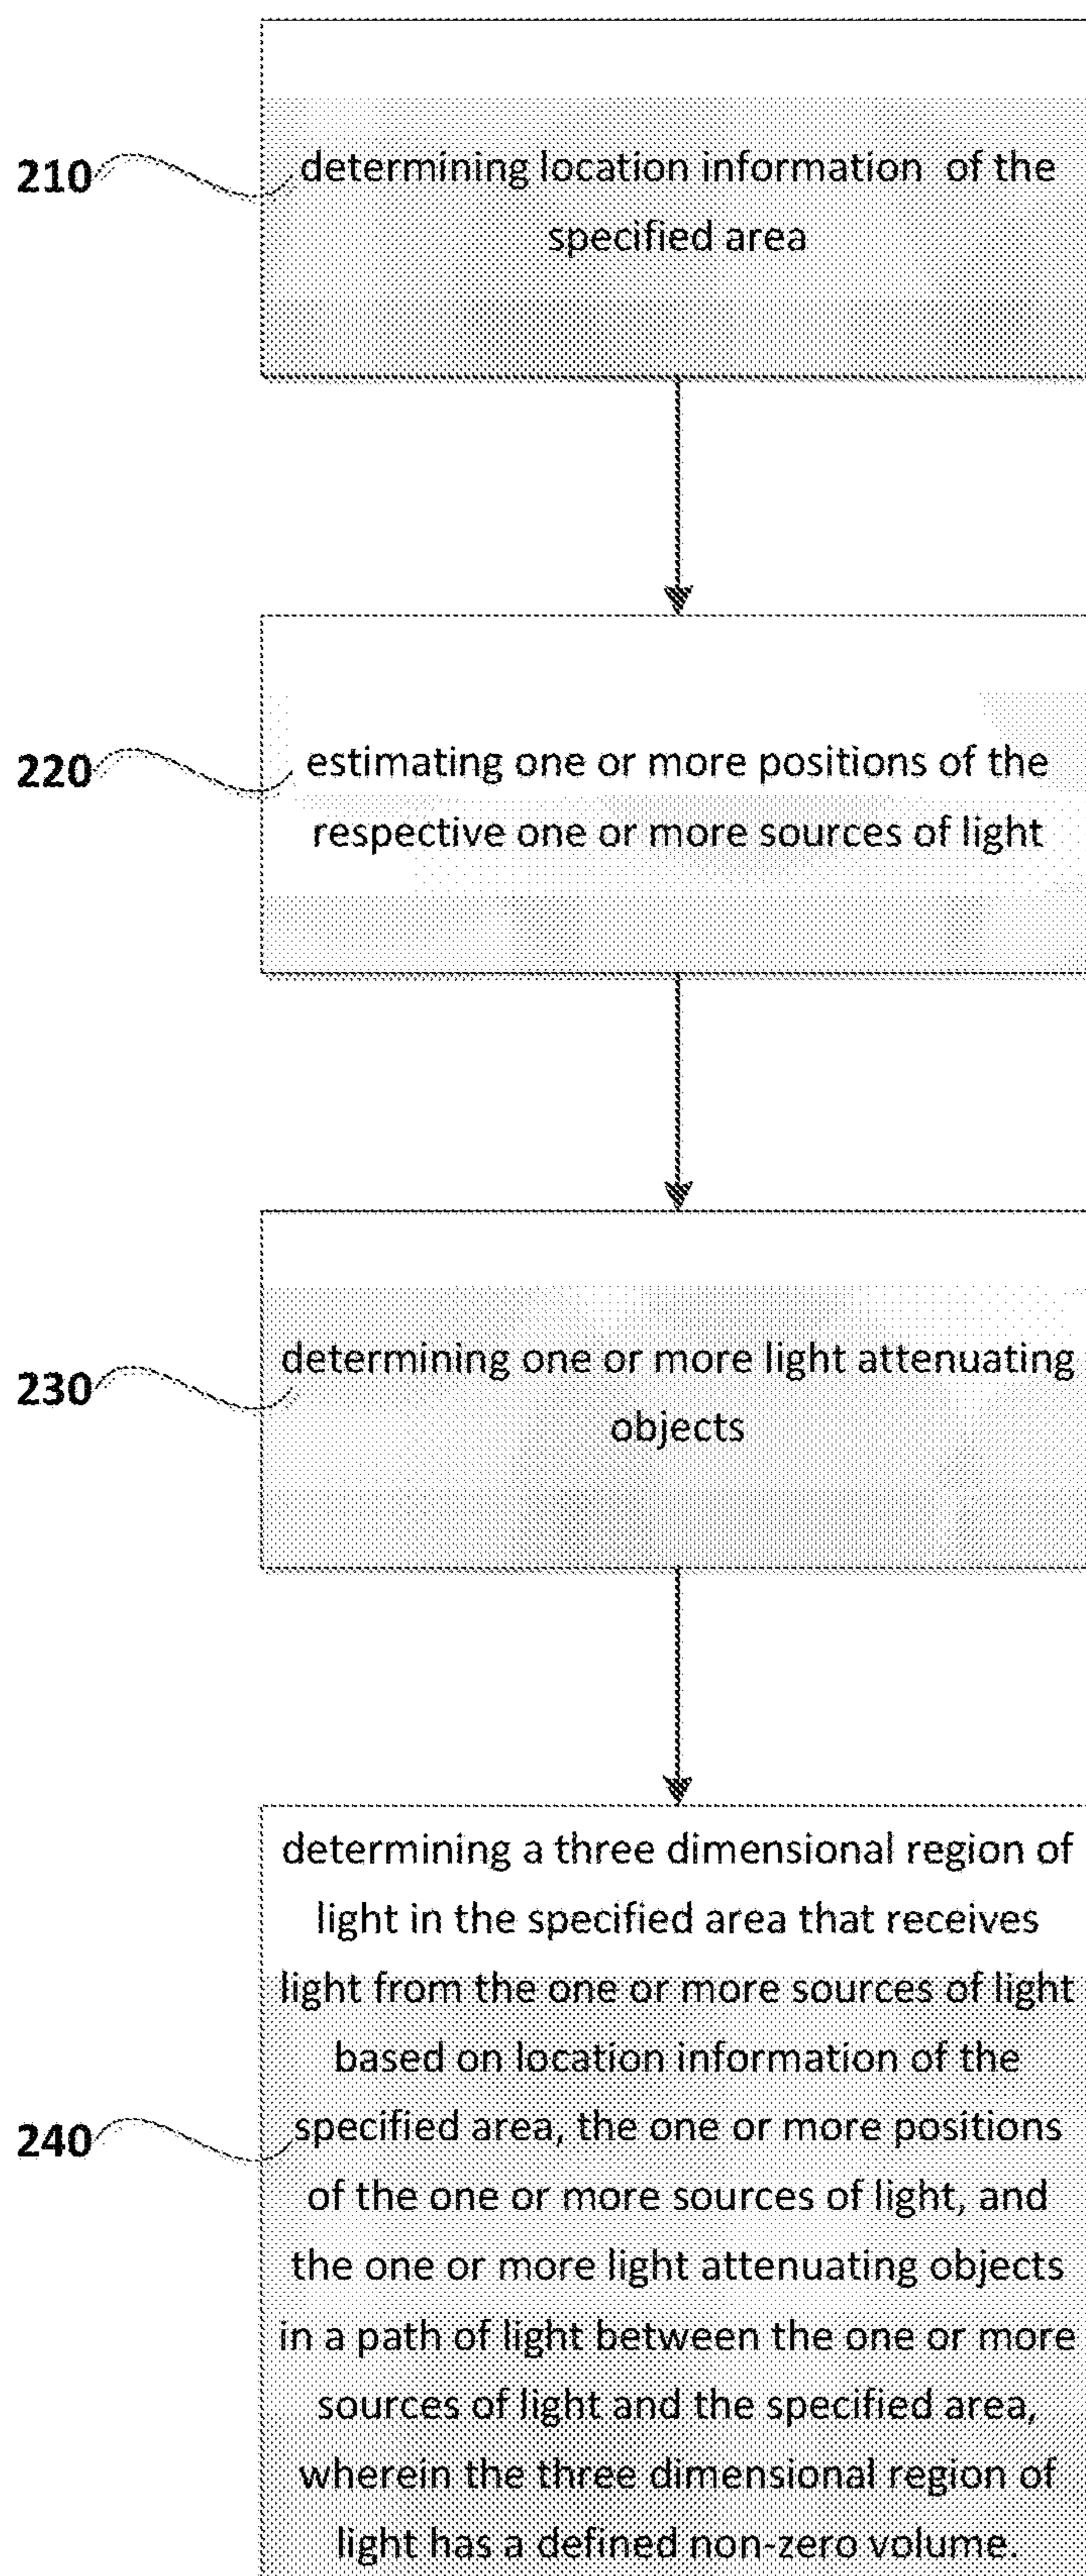 210
determining location information of the
specified area
220
estimating one or more positions of the
respective one or more sources of light
230
determining one or more light attenuating
objects
240
determining a three dimensional region of
light in the specified area that receives
light from the one or more sources of light
based on location information of the
specified area, the one or more positions
of the one or more sources of light, and
the one or more light attenuating objects
in a path of light between the one or more
sources of light and the specified area,
wherein the three dimensional region of
light has a defined non-zero volume.